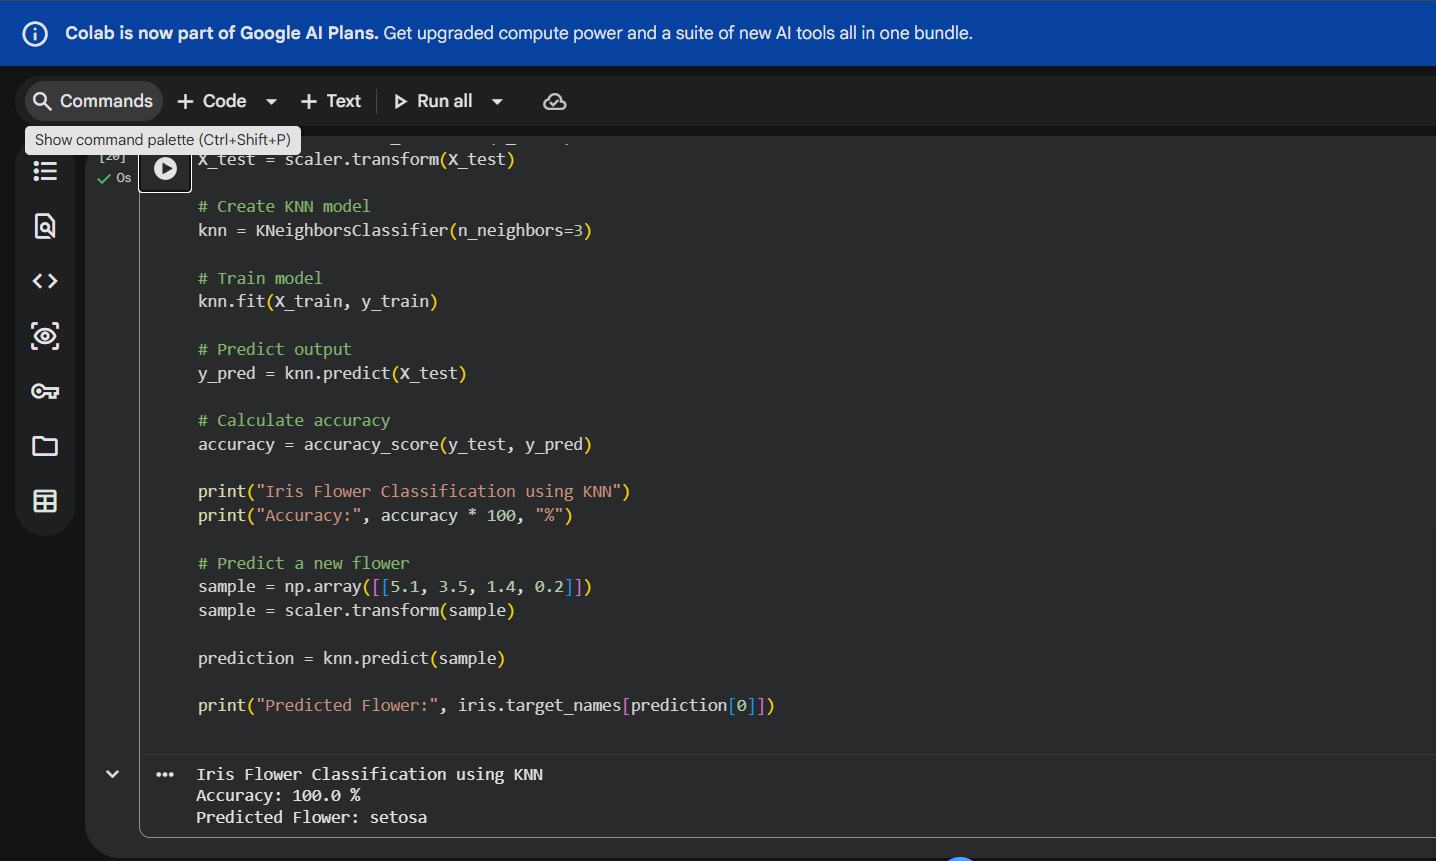 Colab is now part of Google AI Plans. Get upgraded compute power and a suite of new AI tools all in one bundle.
Commands + Code + Text Run all
Show command palette (Ctrl+Shift+P)
[20]
0s
X_test = scaler.transform(X_test)
# Create KNN model
knn = KNeighborsClassifier(n_neighbors=3)
# Train model
knn.fit(X_train, y_train)
# Predict output
y_pred = knn.predict(X_test)
# Calculate accuracy
accuracy = accuracy_score(y_test, y_pred)
print("Iris Flower Classification using KNN")
print("Accuracy:", accuracy * 100, "%")
# Predict a new flower
sample = np.array([[5.1, 3.5, 1.4, 0.2]])
sample = scaler.transform(sample)
prediction = knn.predict(sample)
print("Predicted Flower:", iris.target_names[prediction[0]])
Iris Flower Classification using KNN
Accuracy: 100.0 %
Predicted Flower: setosa